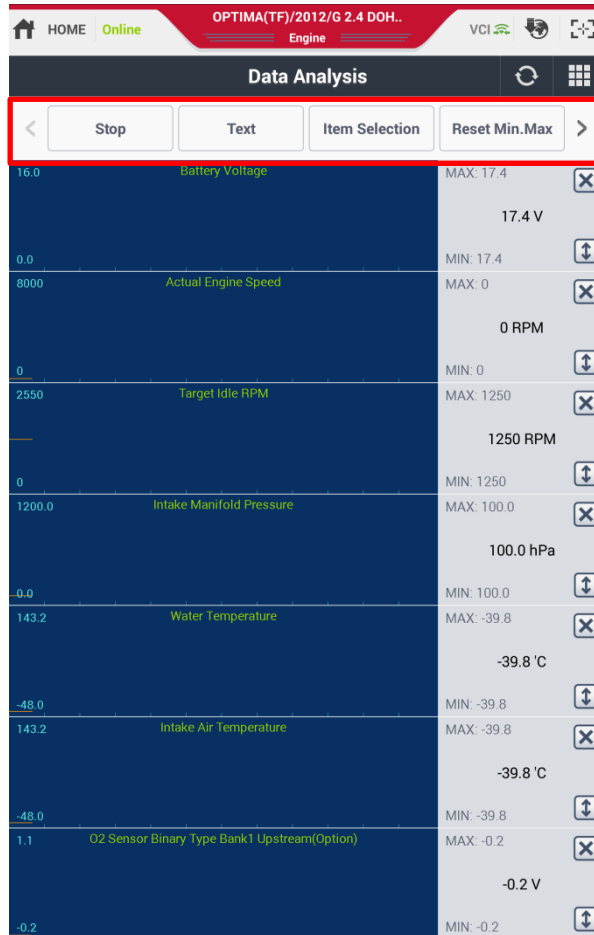 HOME Online
OPTIMA(TF)/2012/G 2.4 DOH..
Engine
VCI
Data Analysis
Stop
Text
Item Selection
Reset Min.Max
16.0
Battery Voltage
MAX: 17.4
17.4 V
0.0
MIN: 17.4
8000
Actual Engine Speed
MAX: 0
0 RPM
0
MIN: 0
2550
Target Idle RPM
MAX: 1250
1250 RPM
0
MIN: 1250
1200.0
Intake Manifold Pressure
MAX: 100.0
100.0 hPa
0.0
MIN: 100.0
143.2
Water Temperature
MAX: -39.8
-39.8 'C
-48.0
MIN: -39.8
143.2
Intake Air Temperature
MAX: -39.8
-39.8 'C
-48.0
MIN: -39.8
1.1
O2 Sensor Binary Type Bank1 Upstream(Option)
MAX: -0.2
-0.2 V
-0.2
MIN: -0.2